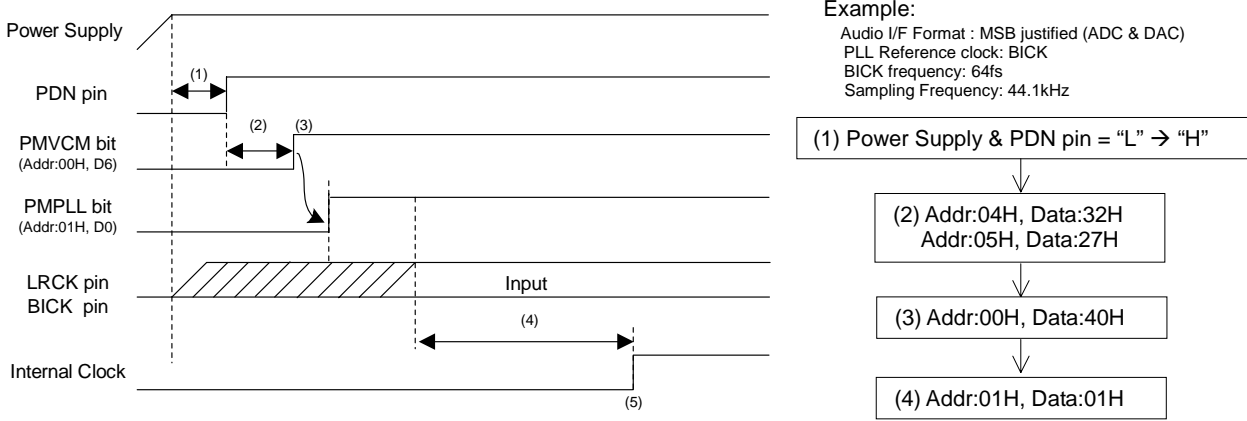 Power Supply
(1)
PDN pin
(2)
(3)
PMVCM bit
(Addr:00H, D6)
PMPLL bit
(Addr:01H, D0)
LRCK pin
BICK pin
Input
(4)
Internal Clock
(5)
Example:
Audio I/F Format : MSB justified (ADC & DAC)
PLL Reference clock: BICK
BICK frequency: 64fs
Sampling Frequency: 44.1kHz
(1) Power Supply & PDN pin = “L” → “H”
(2) Addr:04H, Data:32H
Addr:05H, Data:27H
(3) Addr:00H, Data:40H
(4) Addr:01H, Data:01H